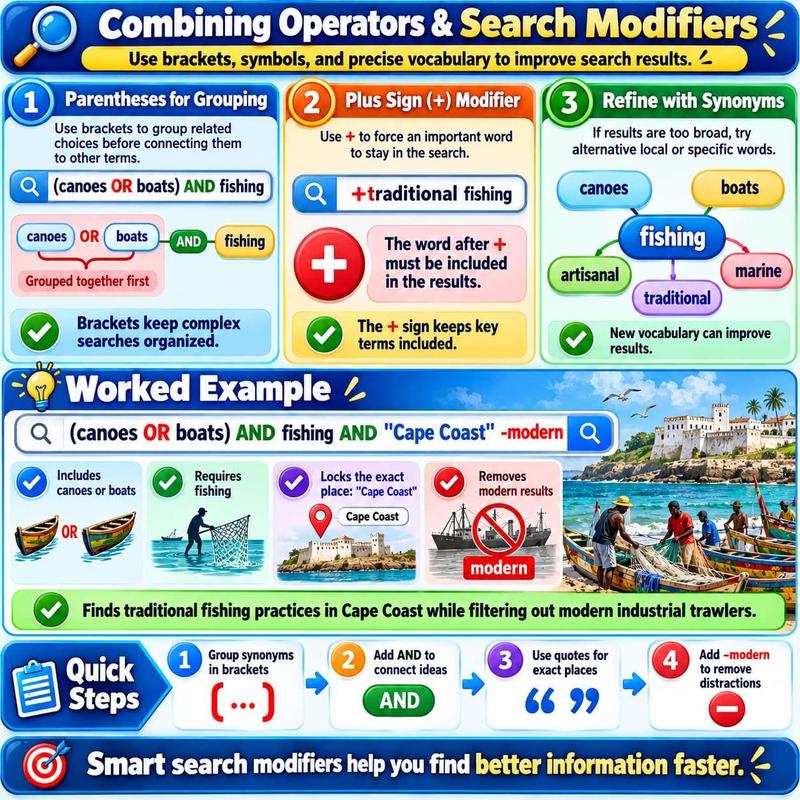 Combining Operators & Search Modifiers
Use brackets, symbols, and precise vocabulary to improve search results.
1 Parentheses for Grouping
Use brackets to group related
choices before connecting them
to other terms.
(canoes OR boats) AND fishing
canoes OR boats AND fishing
Grouped together first
Brackets keep complex
searches organized.
2 Plus Sign (+) Modifier
Use + to force an important word
to stay in the search.
+traditional fishing
+
The word after +
must be included
in the results.
The + sign keeps key
terms included.
3 Refine with Synonyms
If results are too broad, try
alternative local or specific words.
canoes
boats
fishing
artisanal
marine
traditional
New vocabulary can improve
results.
Worked Example
(canoes OR boats) AND fishing AND "Cape Coast" -modern
Includes
canoes or boats
OR
Requires
fishing
Locks the exact
place: "Cape Coast"
Cape Coast
Removes
modern results
modern
Finds traditional fishing practices in Cape Coast while filtering out modern industrial trawlers.
Quick
Steps
1 Group synonyms
in brackets
(...)
2 Add AND to
connect ideas
AND
3 Use quotes for
exact places
“ ”
4 Add –modern
to remove
distractions
Smart search modifiers help you find better information faster.